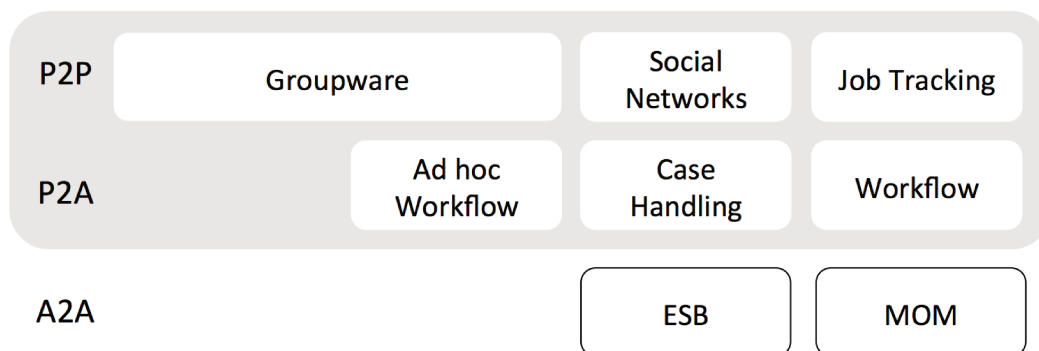 P2P
Groupware
Social
Networks
Job Tracking
P2A
Ad hoc
Workflow
Case
Handling
Workflow
A2A
ESB
MOM